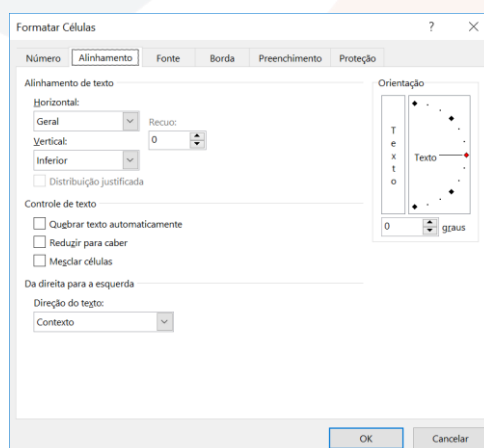 Formatar Células ?
Número Alinhamento Fonte Borda Preenchimento Proteção
Alinhamento de texto
Horizontal:
Geral
Recuo:
0
Vertical:
Inferior
Distribuição justificada
Controle de texto
Quebrar texto automaticamente
Reduzir para caber
Mesclar células
Da direita para a esquerda
Direção do texto:
Contexto
Orientação
Texto
Texto
0 graus
OK Cancelar